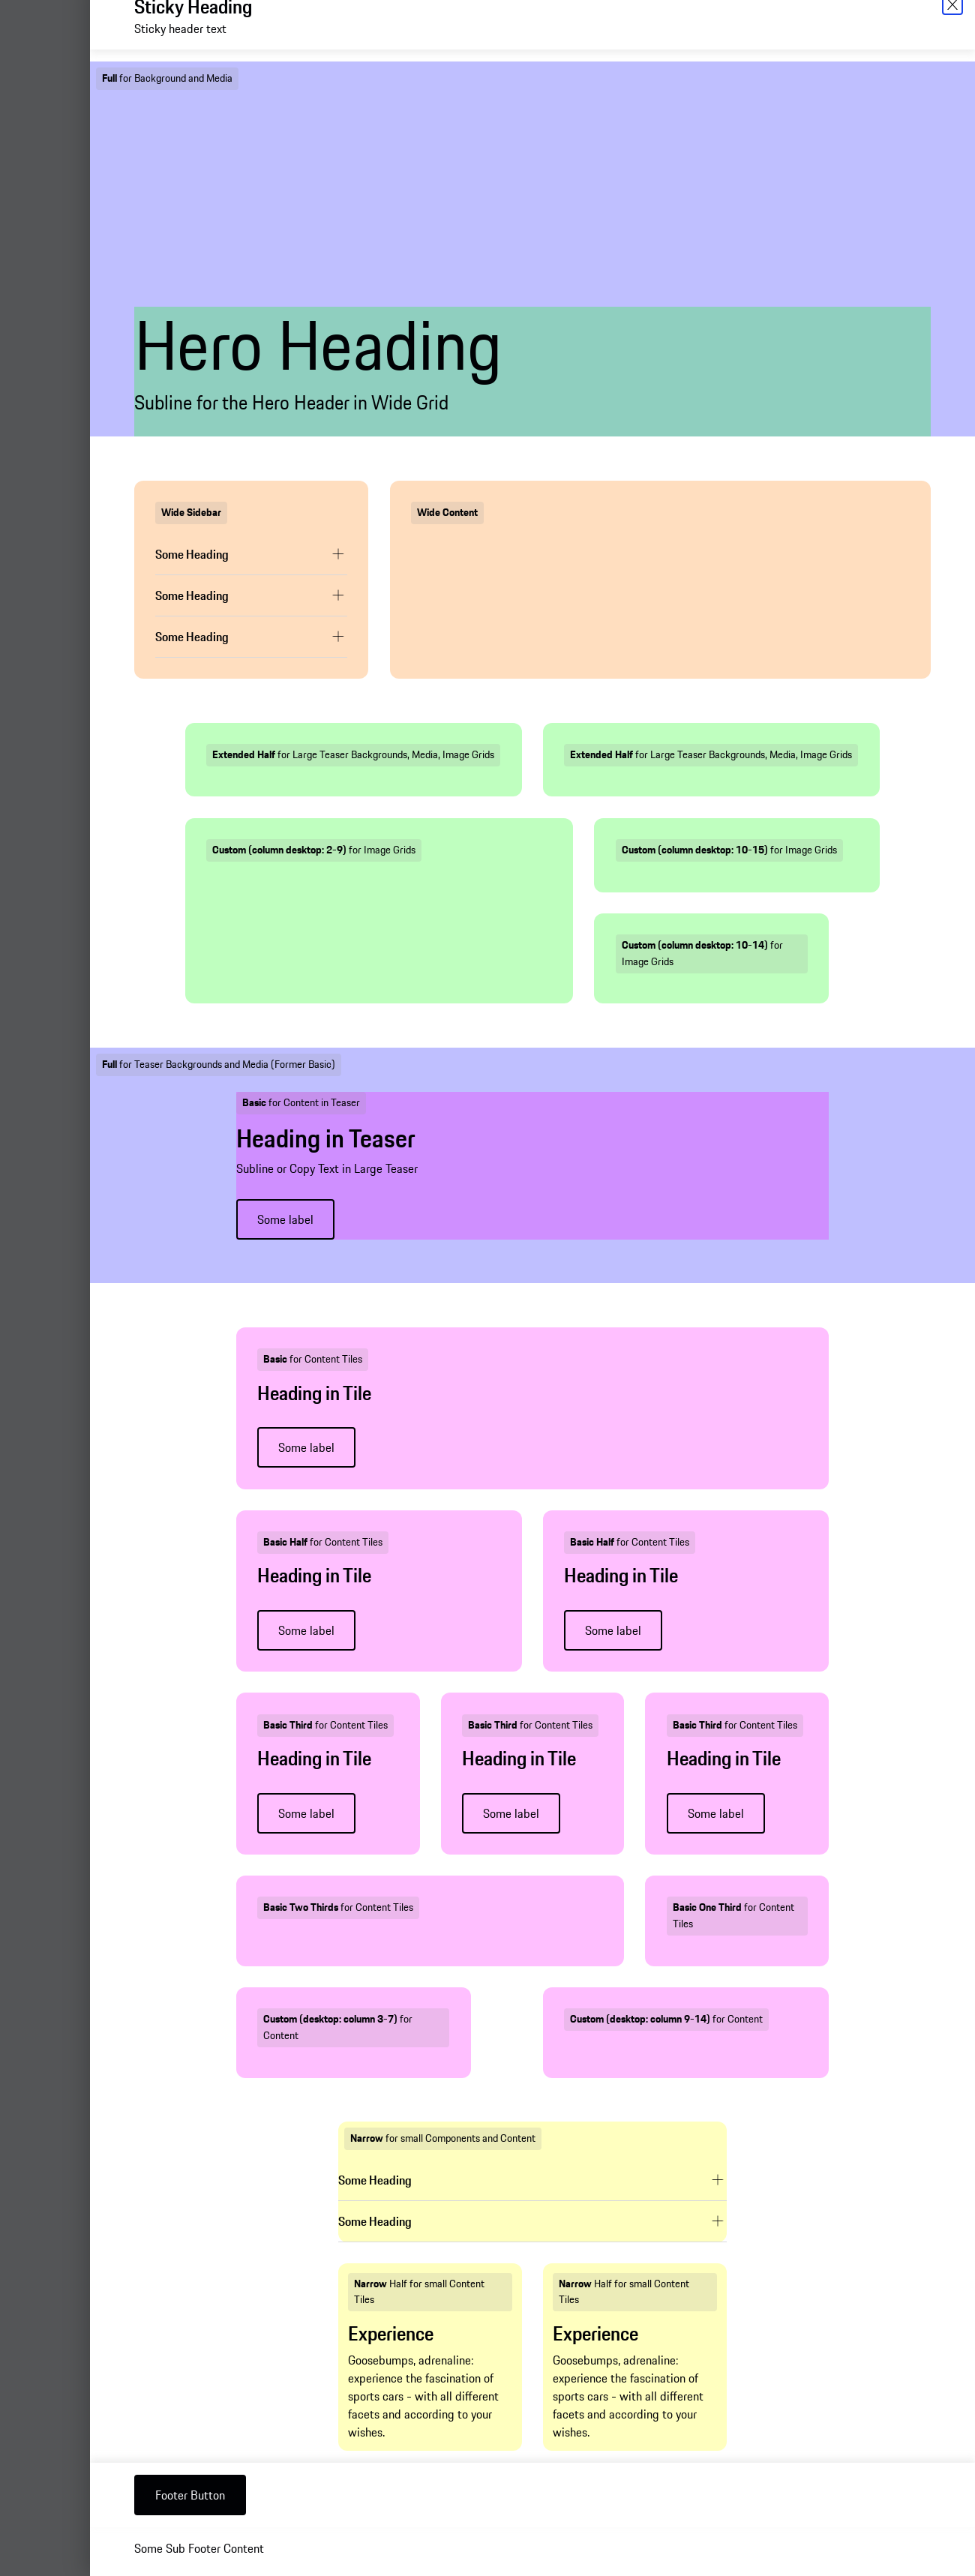 Sticky Heading
Sticky header text
Full for Background and Media
Hero Heading
Subline for the Hero Header in Wide Grid
Wide Sidebar
Some Heading
Some Heading
Some Heading
Wide Content
Extended Half for Large Teaser Backgrounds, Media, Image Grids
Extended Half for Large Teaser Backgrounds, Media, Image Grids
Custom (column desktop: 2-9) for Image Grids
Custom (column desktop: 10-15) for Image Grids
Custom (column desktop: 10-14) for
Image Grids
Full for Teaser Backgrounds and Media (Former Basic)
Basic for Content in Teaser
Heading in Teaser
Subline or Copy Text in Large Teaser
Some label
Basic for Content Tiles
Heading in Tile
Some label
Basic Half for Content Tiles
Heading in Tile
Some label
Basic Half for Content Tiles
Heading in Tile
Some label
Basic Third for Content Tiles
Heading in Tile
Some label
Basic Third for Content Tiles
Heading in Tile
Some label
Basic Third for Content Tiles
Heading in Tile
Some label
Basic Two Thirds for Content Tiles
Basic One Third for Content
Tiles
Custom (desktop: column 3-7) for
Content
Custom (desktop: column 9-14) for Content
Narrow for small Components and Content
Some Heading
Some Heading
Narrow Half for small Content
Tiles
Experience
Goosebumps, adrenaline:
experience the fascination of
sports cars - with all different
facets and according to your
wishes.
Narrow Half for small Content
Tiles
Experience
Goosebumps, adrenaline:
experience the fascination of
sports cars - with all different
facets and according to your
wishes.
Footer Button
Some Sub Footer Content